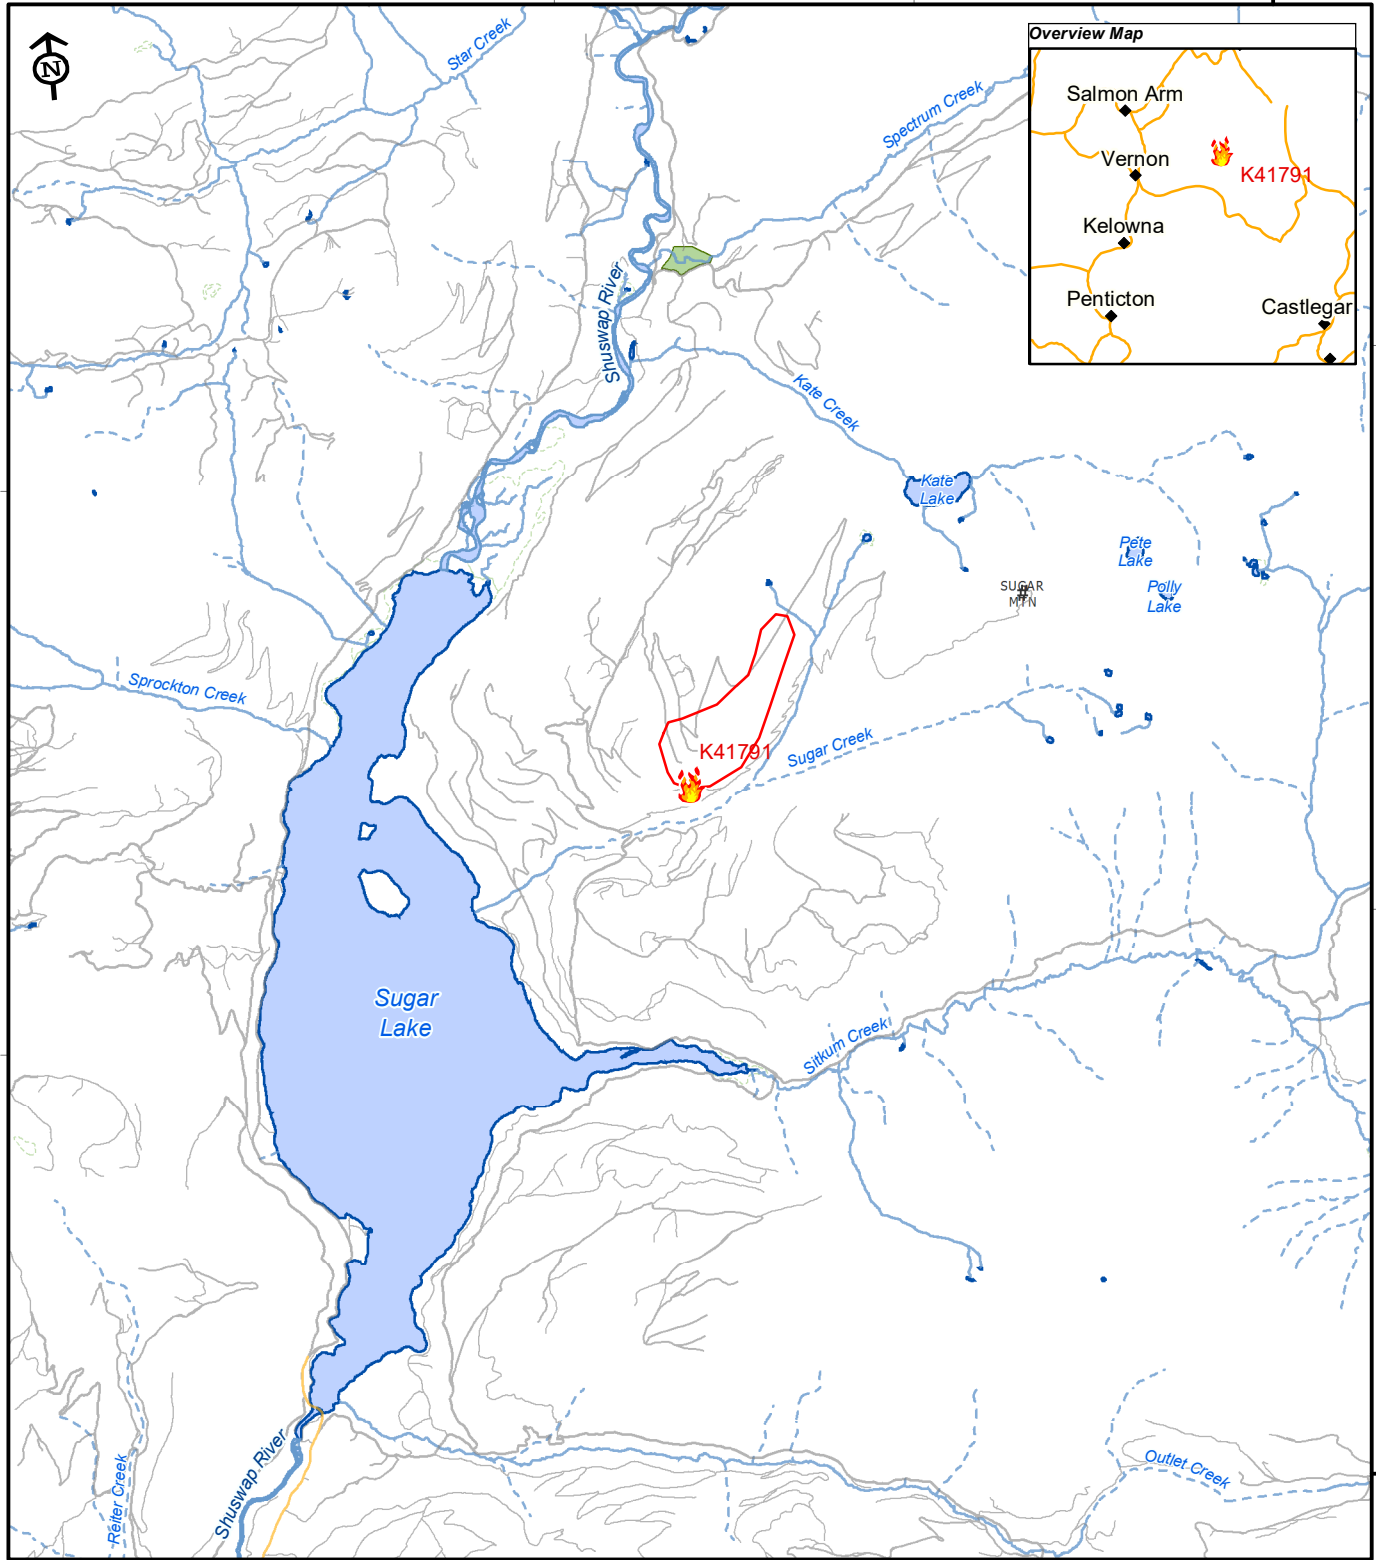 N
Star Creek
Spectrum Creek
Overview Map
Salmon Arm
Vernon
K41791
Kelowna
Penticton
Castlegar
Shuswap River
Kate Creek
Kate
Lake
Pete
Lake
Polly
Lake
SUGAR
MTN
Sprockton Creek
K41791
Sugar Creek
Sugar
Lake
Sitkum Creek
Shuswap River
Reiter Creek
Outlet Creek